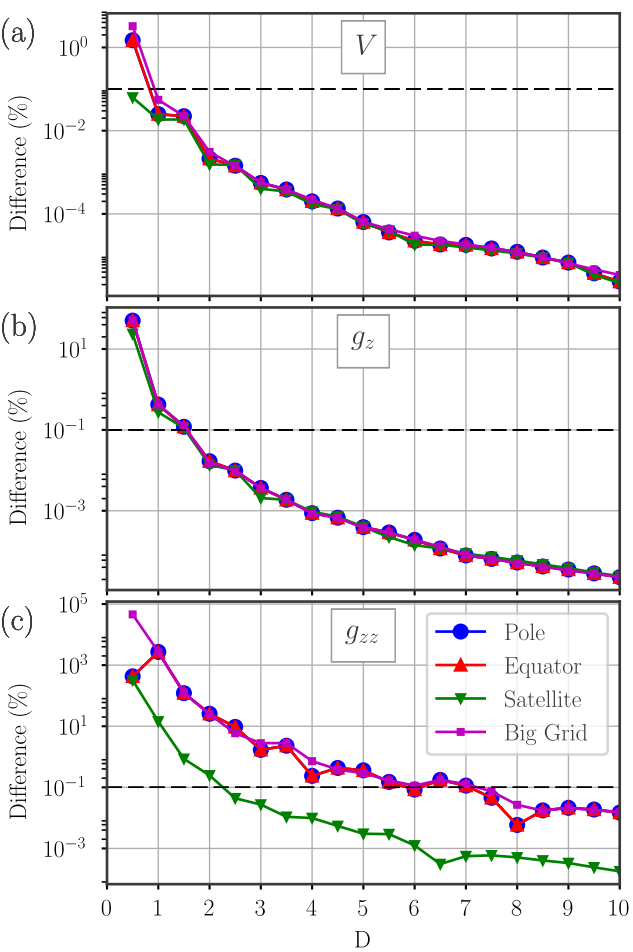 (a)
V
10^0
10^−2
10^−4
Difference (%)
(b)
g_z
10^1
10^−1
10^−3
Difference (%)
(c)
g_zz
10^5
10^3
10^1
10^−1
10^−3
Difference (%)
Pole
Equator
Satellite
Big Grid
0 1 2 3 4 5 6 7 8 9 10
D